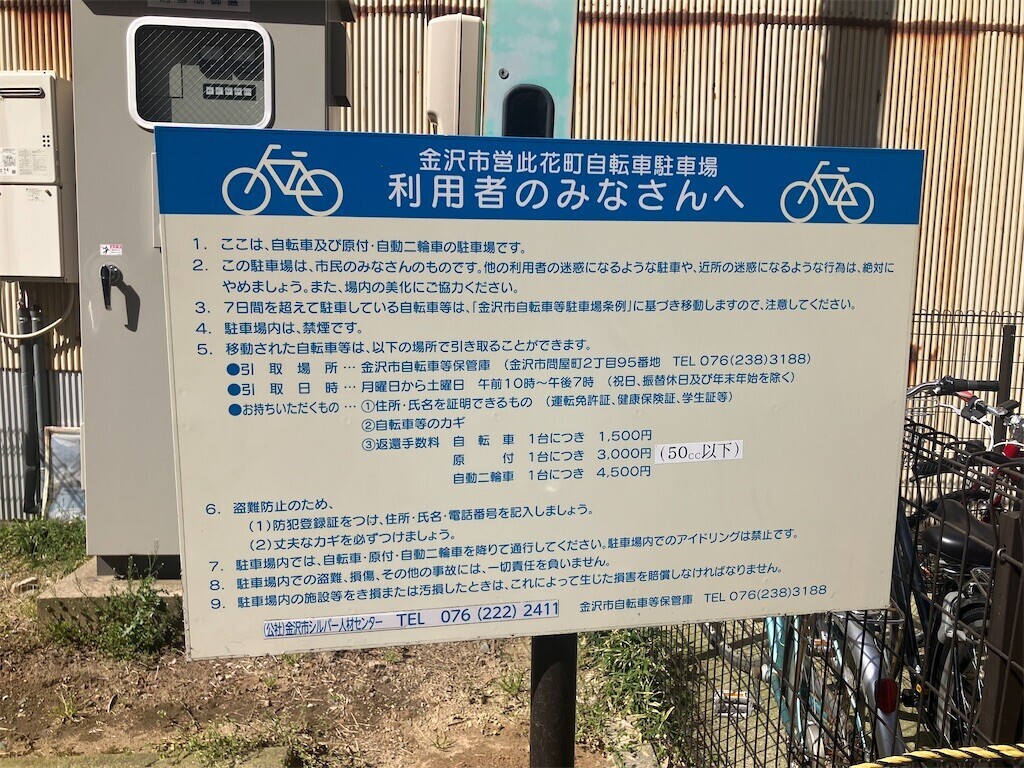 金沢市営此花町自転車駐車場
利用者のみなさんへ
1. ここは、自転車及び原付・自動二輪車の駐車場です。
2. この駐車場は、市民のみなさんのものです。他の利用者の迷惑になるような駐車や、近所の迷惑になるような行為は、絶対に
やめましょう。また、場内の美化にご協力ください。
3. 7日間を超えて駐車している自転車等は、「金沢市自転車等駐車場条例」に基づき移動しますので、注意してください。
4. 駐車場内は、禁煙です。
5. 移動された自転車等は、以下の場所で引き取ることができます。
●引取場所…金沢市自転車等保管庫 (金沢市問屋町2丁目95番地 TEL 076(238)3188)
●引取日時…月曜日から土曜日 午前10時~午後7時 (祝日、振替休日及び年末年始を除く)
●お持ちいただくもの…①住所・氏名を証明できるもの (運転免許証、健康保険証、学生証等)
②自転車等のカギ
③返還手数料 自転車 1台につき 1,500円
原付 1台につき 3,000円 (50cc以下)
自動二輪車 1台につき 4,500円
6. 盗難防止のため、
(1)防犯登録証をつけ、住所・氏名・電話番号を記入しましょう。
(2)丈夫なカギを必ずつけましょう。
7. 駐車場内では、自転車・原付・自動二輪車を降りて通行してください。駐車場内でのアイドリングは禁止です。
8. 駐車場内での盗難、損傷、その他の事故には、一切責任を負いません。
9. 駐車場内の施設等をき損または汚損したときは、これによって生じた損害を賠償しなければなりません。
(公社)金沢市シルバー人材センター TEL 076 (222) 2411 金沢市自転車等保管庫 TEL 076(238)3188